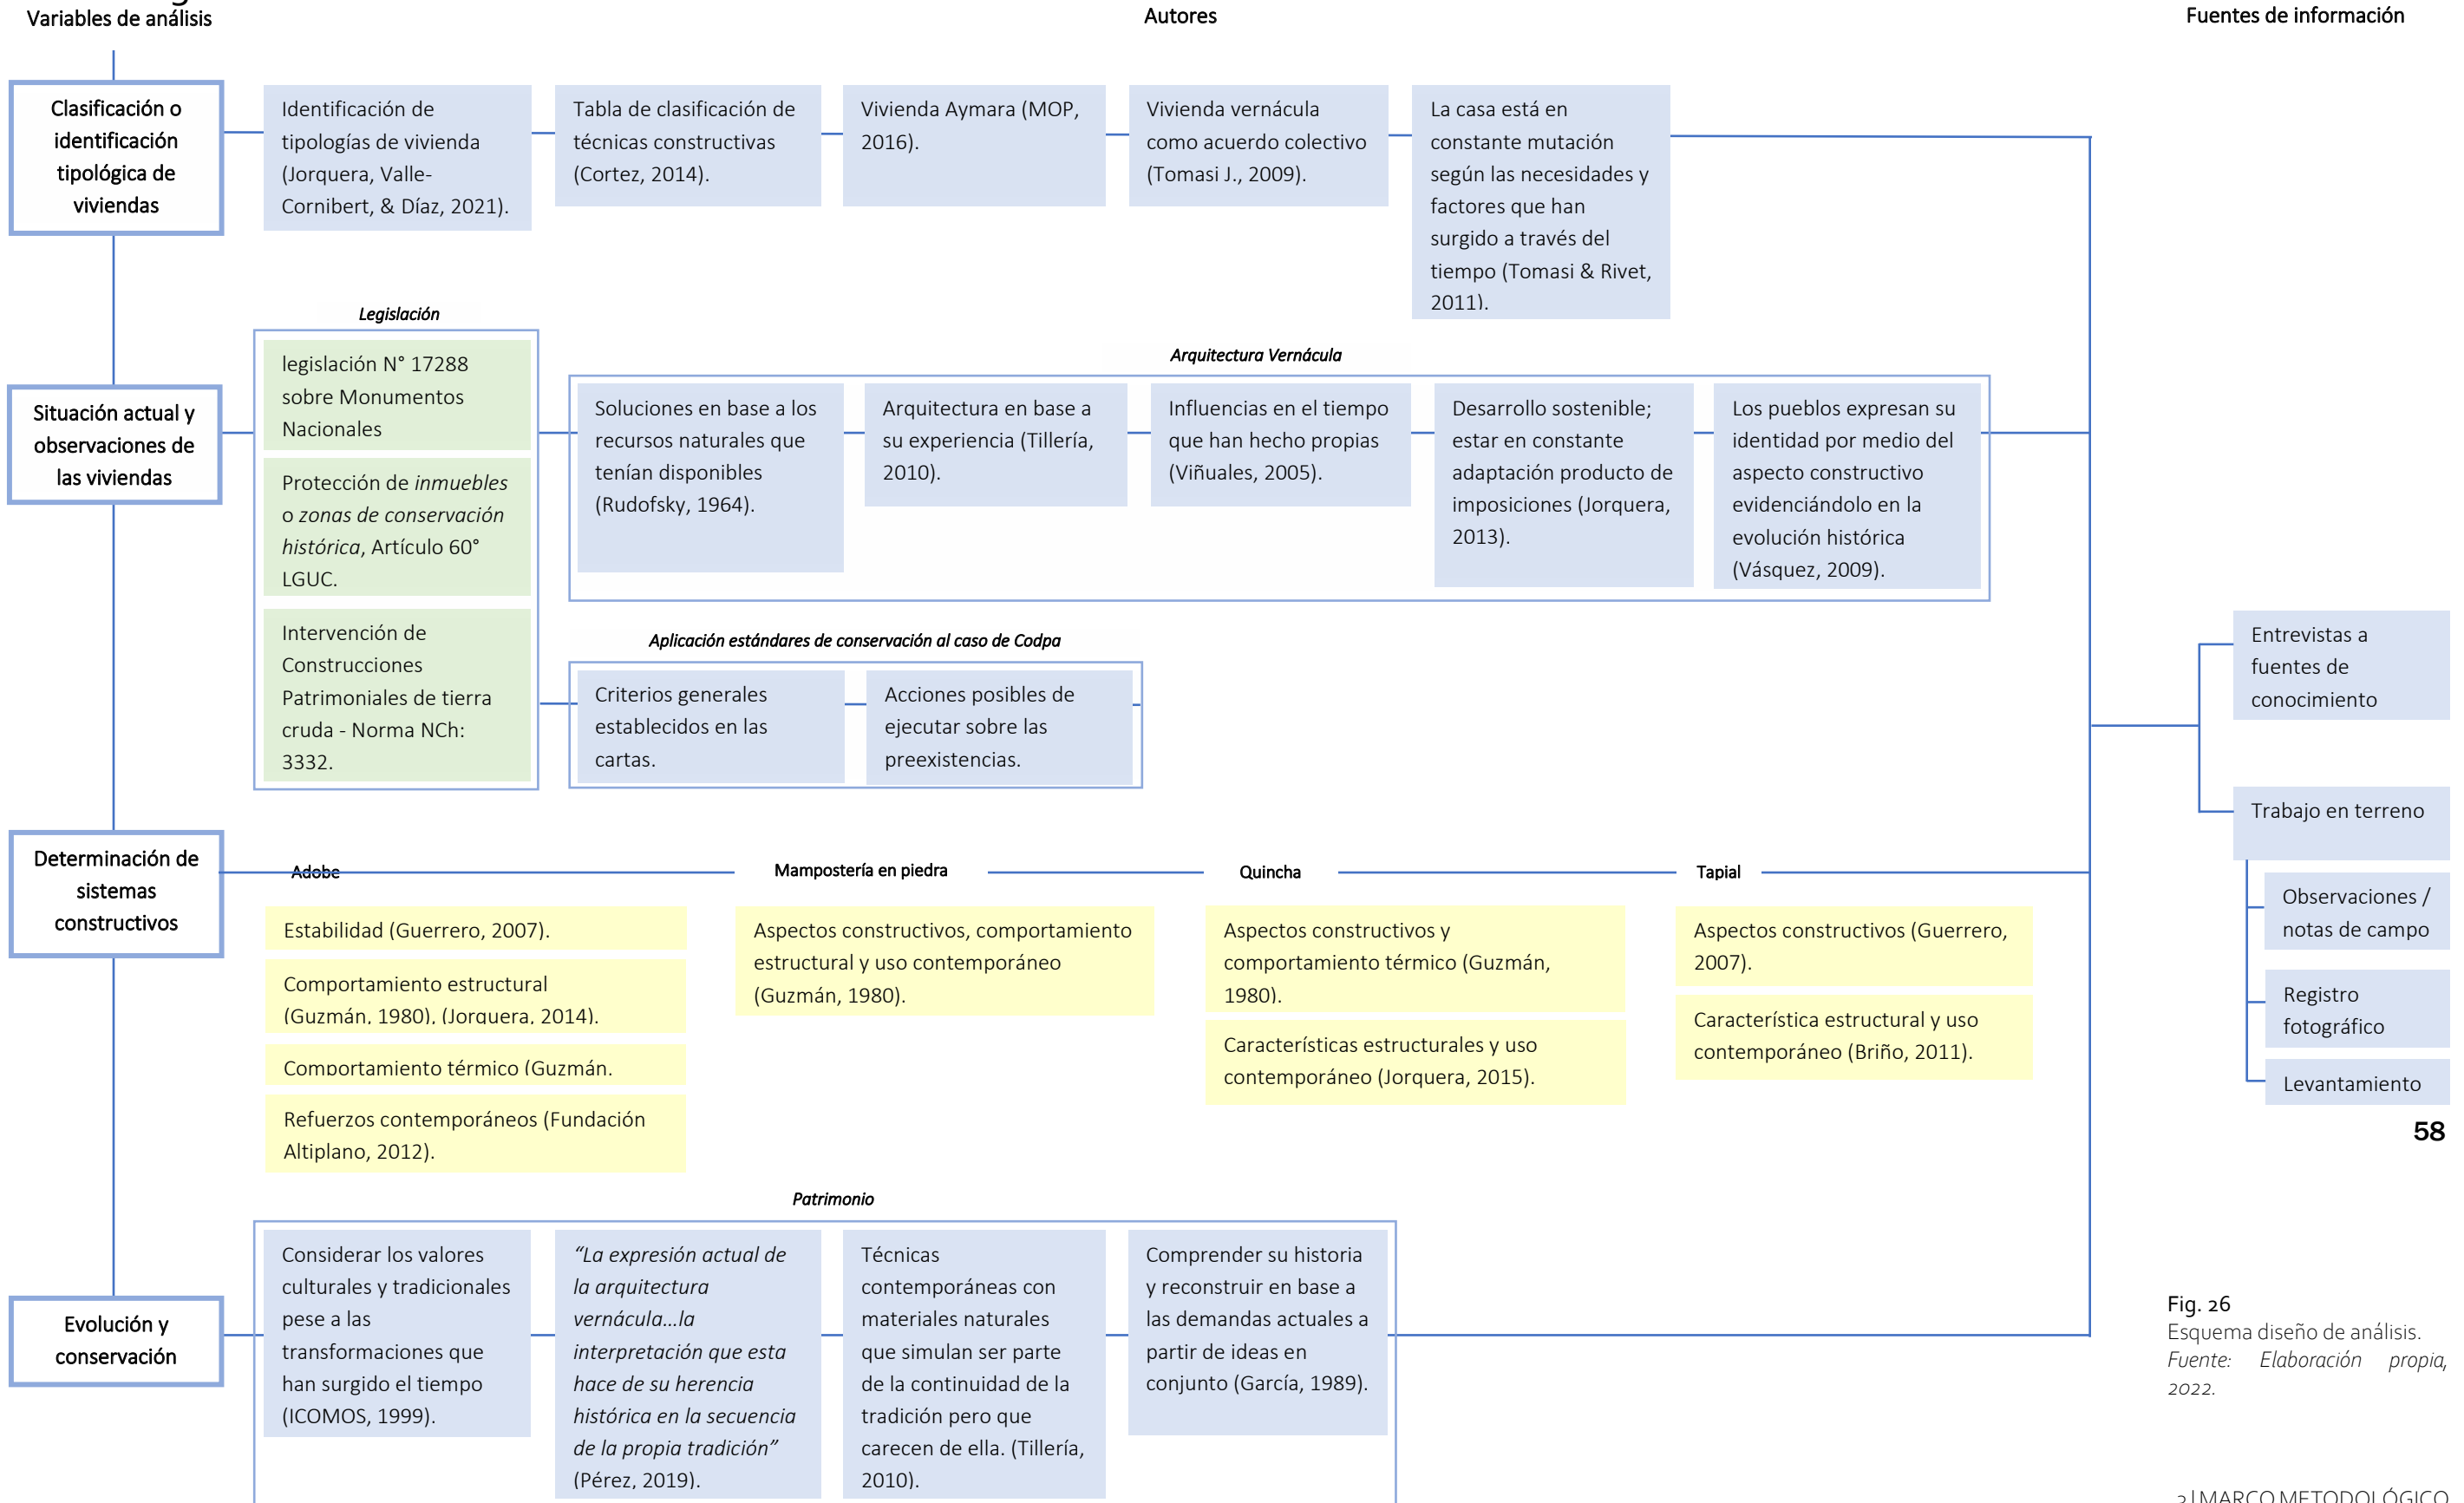 Variables de análisis
Autores
Fuentes de información
Clasificación o
identificación
tipológica de
viviendas
Identificación de
tipologías de vivienda
(Jorquera, Valle-
Cornibert, & Díaz, 2021).
Tabla de clasificación de
técnicas constructivas
(Cortez, 2014).
Vivienda Aymara (MOP,
2016).
Vivienda vernácula
como acuerdo colectivo
(Tomasi J., 2009).
La casa está en
constante mutación
según las necesidades y
factores que han
surgido a través del
tiempo (Tomasi & Rivet,
2011).
Situación actual y
observaciones de
las viviendas
Legislación
legislación N° 17288
sobre Monumentos
Nacionales
Protección de inmuebles
o zonas de conservación
histórica, Artículo 60°
LGUC.
Intervención de
Construcciones
Patrimoniales de tierra
cruda - Norma NCh:
3332.
Arquitectura Vernácula
Soluciones en base a los
recursos naturales que
tenían disponibles
(Rudofsky, 1964).
Arquitectura en base a
su experiencia (Tillería,
2010).
Influencias en el tiempo
que han hecho propias
(Viñuales, 2005).
Desarrollo sostenible;
estar en constante
adaptación producto de
imposiciones (Jorquera,
2013).
Los pueblos expresan su
identidad por medio del
aspecto constructivo
evidenciándolo en la
evolución histórica
(Vásquez, 2009).
Aplicación estándares de conservación al caso de Codpa
Criterios generales
establecidos en las
cartas.
Acciones posibles de
ejecutar sobre las
preexistencias.
Entrevistas a
fuentes de
conocimiento
Trabajo en terreno
Observaciones /
notas de campo
Registro
fotográfico
Levantamiento
Determinación de
sistemas
constructivos
Adobe
Estabilidad (Guerrero, 2007).
Comportamiento estructural
(Guzmán, 1980), (Jorquera, 2014).
Comportamiento térmico (Guzmán,
Refuerzos contemporáneos (Fundación
Altiplano, 2012).
Mampostería en piedra
Aspectos constructivos, comportamiento
estructural y uso contemporáneo
(Guzmán, 1980).
Quincha
Aspectos constructivos y
comportamiento térmico (Guzmán,
1980).
Características estructurales y uso
contemporáneo (Jorquera, 2015).
Tapial
Aspectos constructivos (Guerrero,
2007).
Característica estructural y uso
contemporáneo (Briño, 2011).
58
Evolución y
conservación
Patrimonio
Considerar los valores
culturales y tradicionales
pese a las
transformaciones que
han surgido el tiempo
(ICOMOS, 1999).
“La expresión actual de
la arquitectura
vernácula...la
interpretación que esta
hace de su herencia
histórica en la secuencia
de la propia tradición”
(Pérez, 2019).
Técnicas
contemporáneas con
materiales naturales
que simulan ser parte
de la continuidad de la
tradición pero que
carecen de ella. (Tillería,
2010).
Comprender su historia
y reconstruir en base a
las demandas actuales a
partir de ideas en
conjunto (García, 1989).
Fig. 26
Esquema diseño de análisis.
Fuente: Elaboración propia,
2022.
MARCO METODOLÓGICO